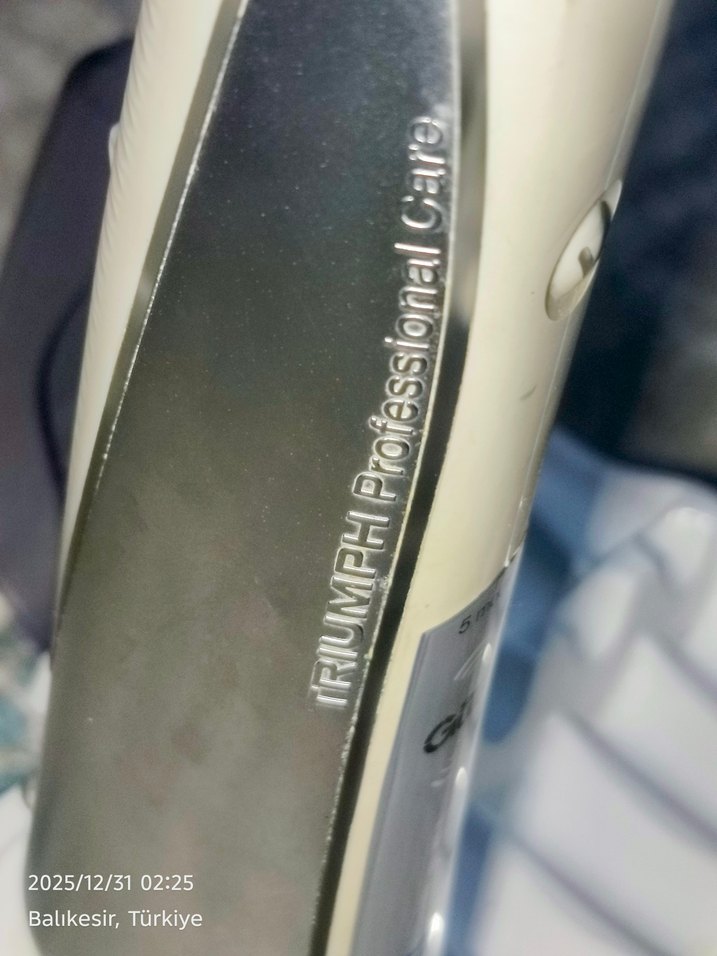 TRIUMPH Professional Care
2025/12/31 02:25
Balıkesir, Türkiye